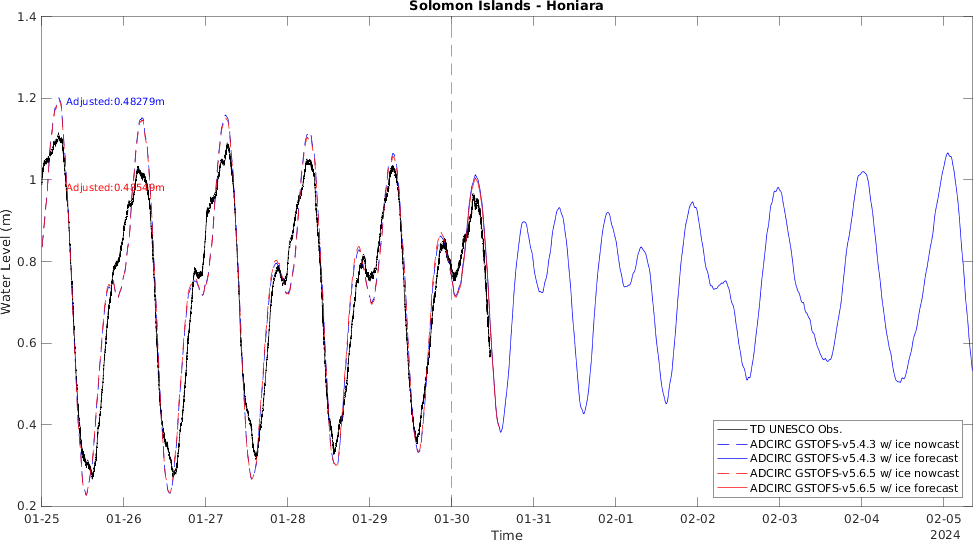 Solomon Islands - Honiara
1.4
1.2
1
0.8
0.6
0.4
0.2
Water Level (m)
Adjusted:0.48279m
Adjusted:0.48549m
TD UNESCO Obs.
ADCIRC GSTOFS-v5.4.3 w/ ice nowcast
ADCIRC GSTOFS-v5.4.3 w/ ice forecast
ADCIRC GSTOFS-v5.6.5 w/ ice nowcast
ADCIRC GSTOFS-v5.6.5 w/ ice forecast
01-25 01-26 01-27 01-28 01-29 01-30 01-31 02-01 02-02 02-03 02-04 02-05
Time
2024